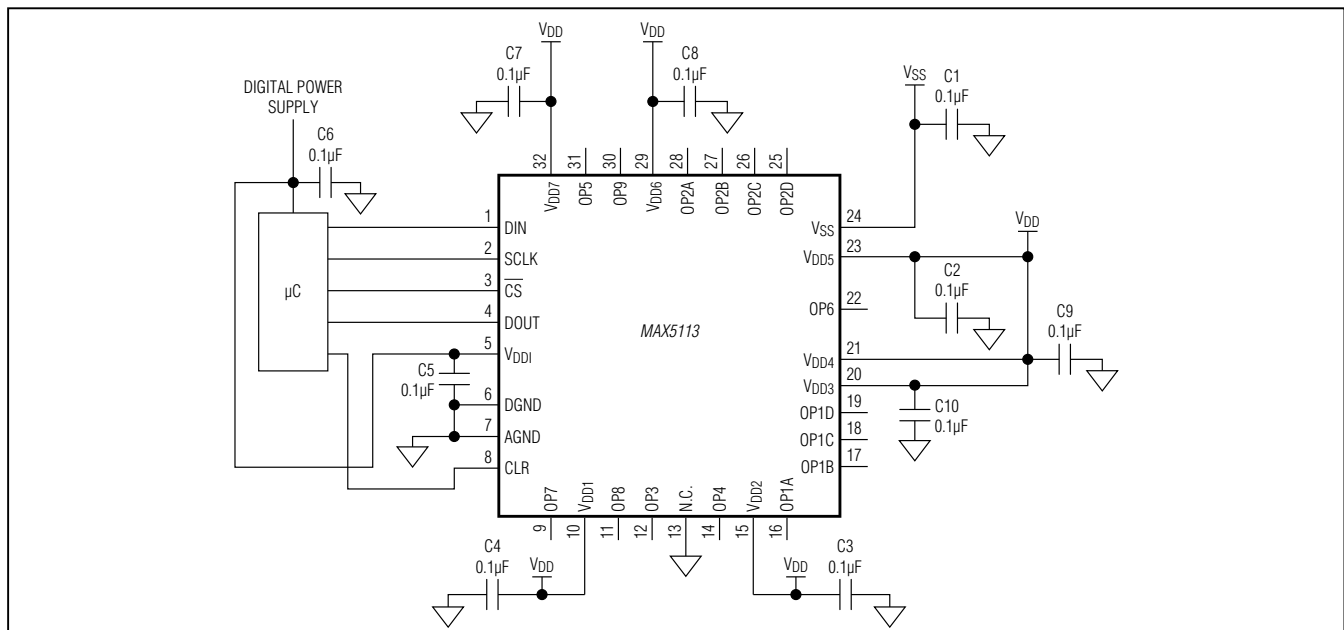 VDD
VDD
C7
0.1µF
C8
0.1µF
VSS
C1
0.1µF
DIGITAL POWER
SUPPLY
C6
0.1µF
32
31
30
29
28
27
26
25
VDD7
OP5
OP9
VDD6
OP2A
OP2B
OP2C
OP2D
µC
1
DIN
2
SCLK
3
CS
4
DOUT
5
VDDI
6
DGND
7
AGND
8
CLR
C5
0.1µF
MAX5113
24
VSS
23
VDD5
VDD
C2
0.1µF
22
OP6
C9
0.1µF
21
VDD4
20
VDD3
19
OP1D
18
OP1C
17
OP1B
C10
0.1µF
OP7
VDD1
OP8
OP3
N.C.
OP4
VDD2
OP1A
9
10
11
12
13
14
15
16
C4
0.1µF
VDD
VDD
C3
0.1µF